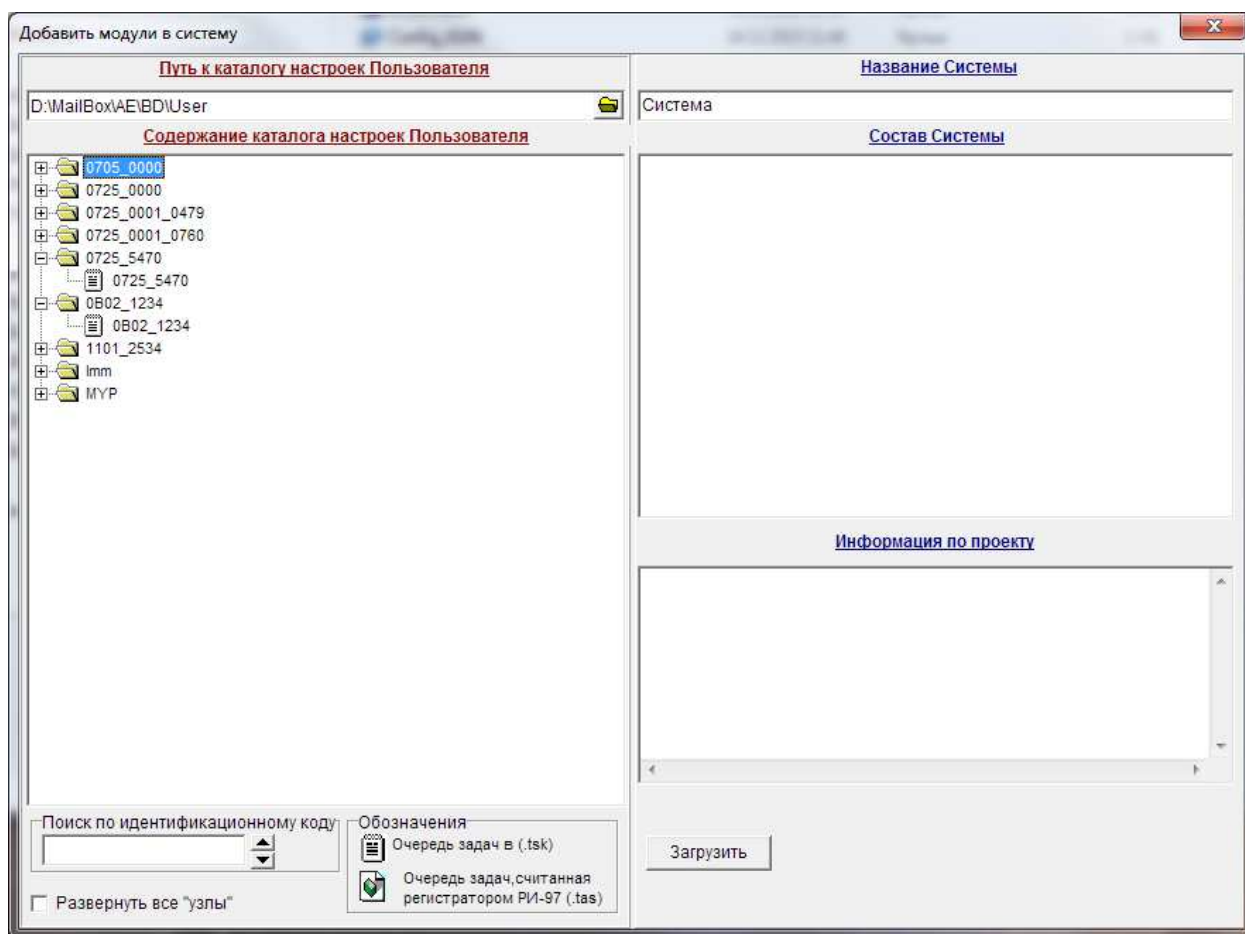 Добавить модули в систему
Путь к каталогу настроек Пользователя
D:\MailBox\AE\BD\User
Содержание каталога настроек Пользователя
0705_0000
0725_0000
0725_0001_0479
0725_0001_0760
0725_5470
0725_5470
0B02_1234
0B02_1234
1101_2534
Imm
MYP
Поиск по идентификационному коду
Развернуть все "узлы"
Обозначения
Очередь задач в (.tsk)
Очередь задач,считанная
регистратором РИ-97 (.tas)
Название Системы
Система
Состав Системы
Информация по проекту
Загрузить